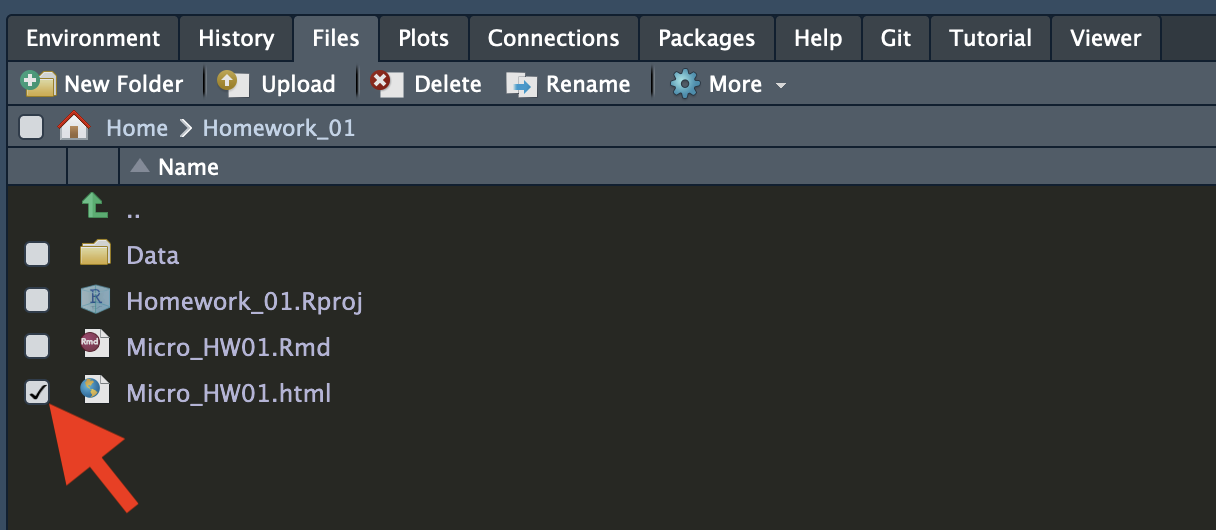 Environment History Files Plots Connections Packages Help Git Tutorial Viewer
New Folder Upload Delete Rename More
Home Homework_01
Name
..
Data
R Homework_01.Rproj
Rmd Micro_HW01.Rmd
Micro_HW01.html